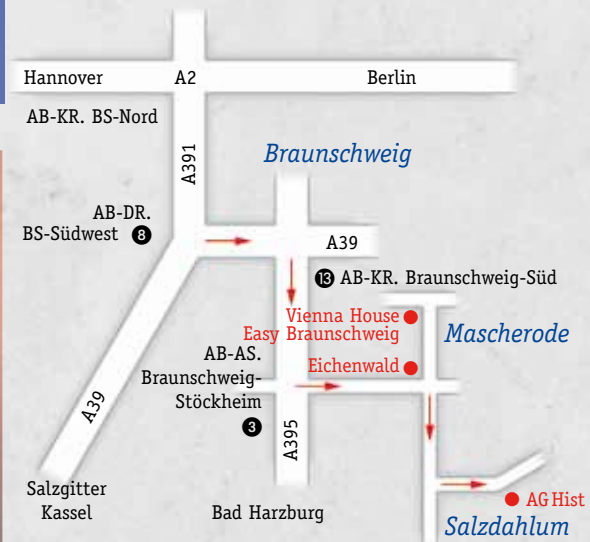 Hannover
A2
Berlin
AB-KR. BS-Nord
A391
Braunschweig
AB-DR.
BS-Südwest 8
A39
13 AB-KR. Braunschweig-Süd
Vienna House
Easy Braunschweig
Mascherode
AB-AS.
Braunschweig-
Stöckheim
3
Eichenwald
A39
A395
Salzgitter
Kassel
Bad Harzburg
AG Hist
Salzdahlum